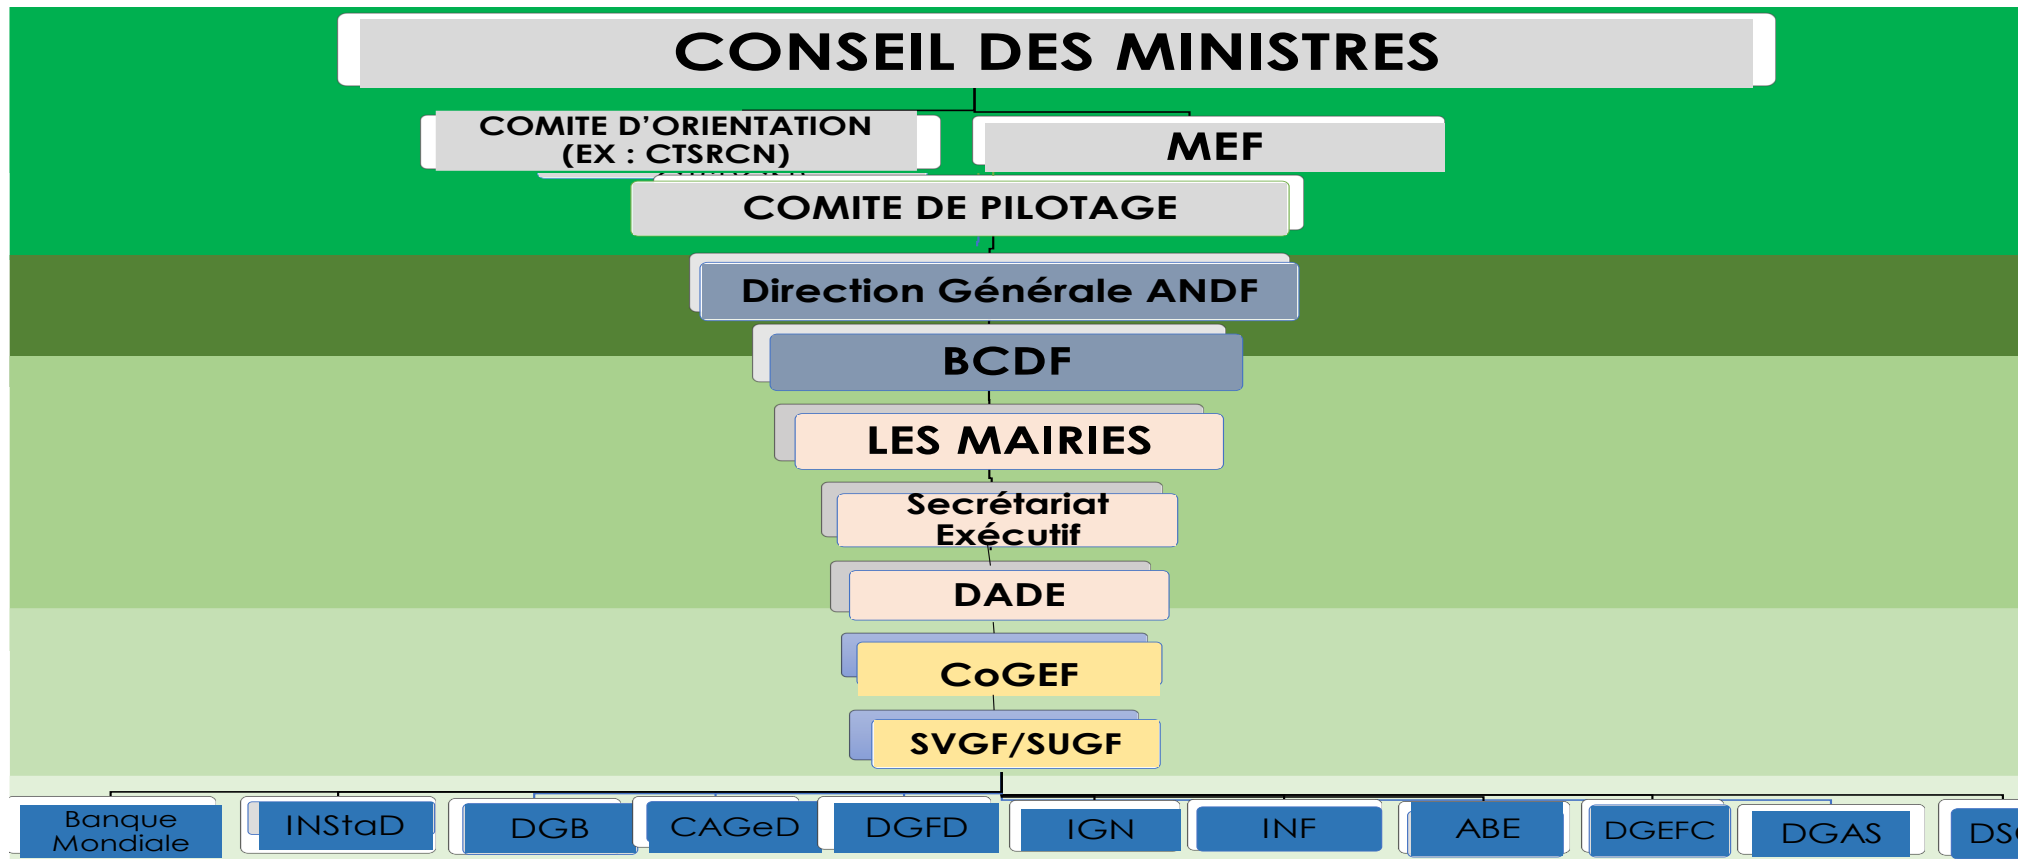 CONSEIL DES MINISTRES
COMITE D’ORIENTATION
(EX : CTSRCN)
MEF
COMITE DE PILOTAGE
Direction Générale ANDF
BCDF
LES MAIRIES
Secrétariat
Exécutif
DADE
CoGEF
SVGF/SUGF
Banque
Mondiale
INStaD
DGB
CAGeD
DGFD
IGN
INF
ABE
DGEFC
DGAS